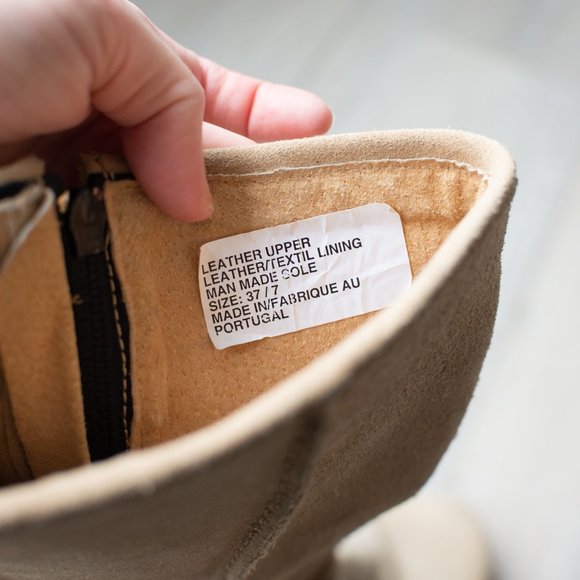 LEATHER UPPER
LEATHER/TEXTIL LINING
MAN MADE SOLE
SIZE: 37 / 7
MADE IN/FABRIQUE AU
PORTUGAL